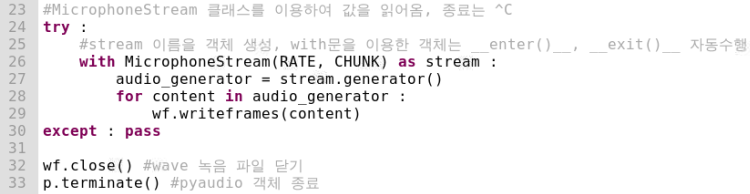 23 #MicrophoneStream 클래스를 이용하여 값을 읽어옴, 종료는 ^C
24 try :
25     #stream 이름을 객체 생성, with문을 이용한 객체는 __enter()__, __exit()__ 자동수행
26     with MicrophoneStream(RATE, CHUNK) as stream :
27         audio_generator = stream.generator()
28         for content in audio_generator :
29             wf.writeframes(content)
30 except : pass
31
32 wf.close() #wave 녹음 파일 닫기
33 p.terminate() #pyaudio 객체 종료